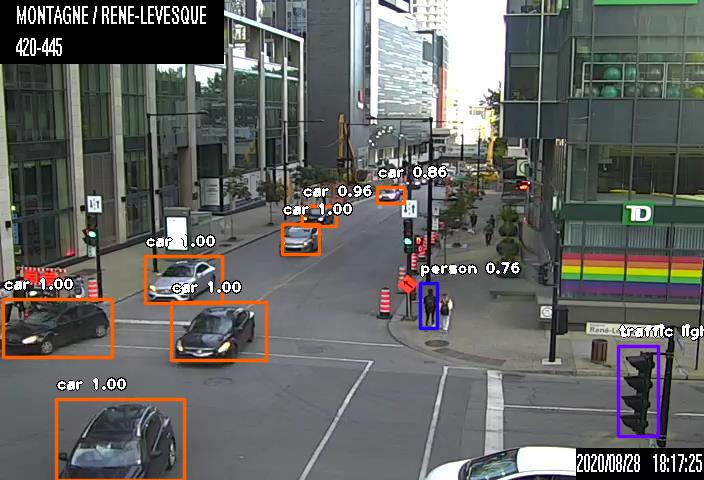 MONTAGNE / RENE-LEVESQUE
420-445
car 0.86
car 0.96
car 1.00
car 1.00
person 0.76
car 1.00
car 1.00
car 1.00
TD
René-L
traffic ligh
2020/08/28 18:17:25